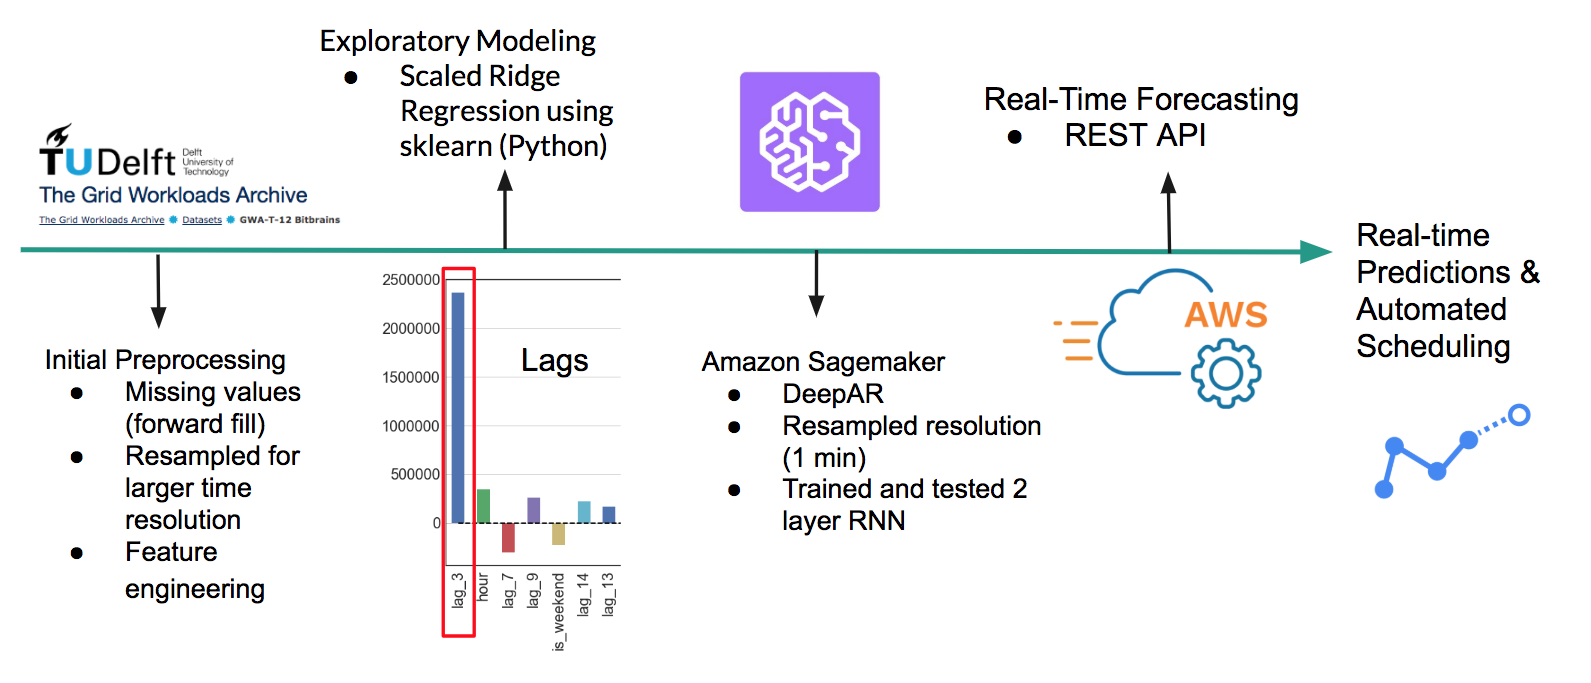 Exploratory Modeling
● Scaled Ridge
Regression using
sklearn (Python)
TUDelft
Delft
University of
Technology
The Grid Workloads Archive
The Grid Workloads Archive Datasets GWA-T-12 Bitbrains
Real-Time Forecasting
● REST API
Real-time
Predictions &
Automated
Scheduling
Initial Preprocessing
● Missing values
(forward fill)
● Resampled for
larger time
resolution
● Feature
engineering
2500000
2000000
1500000
1000000
500000
0
Lags
lag_3
hour
lag_7
lag_9
is_weekend
lag_14
lag_13
Amazon Sagemaker
● DeepAR
● Resampled resolution
(1 min)
● Trained and tested 2
layer RNN
AWS